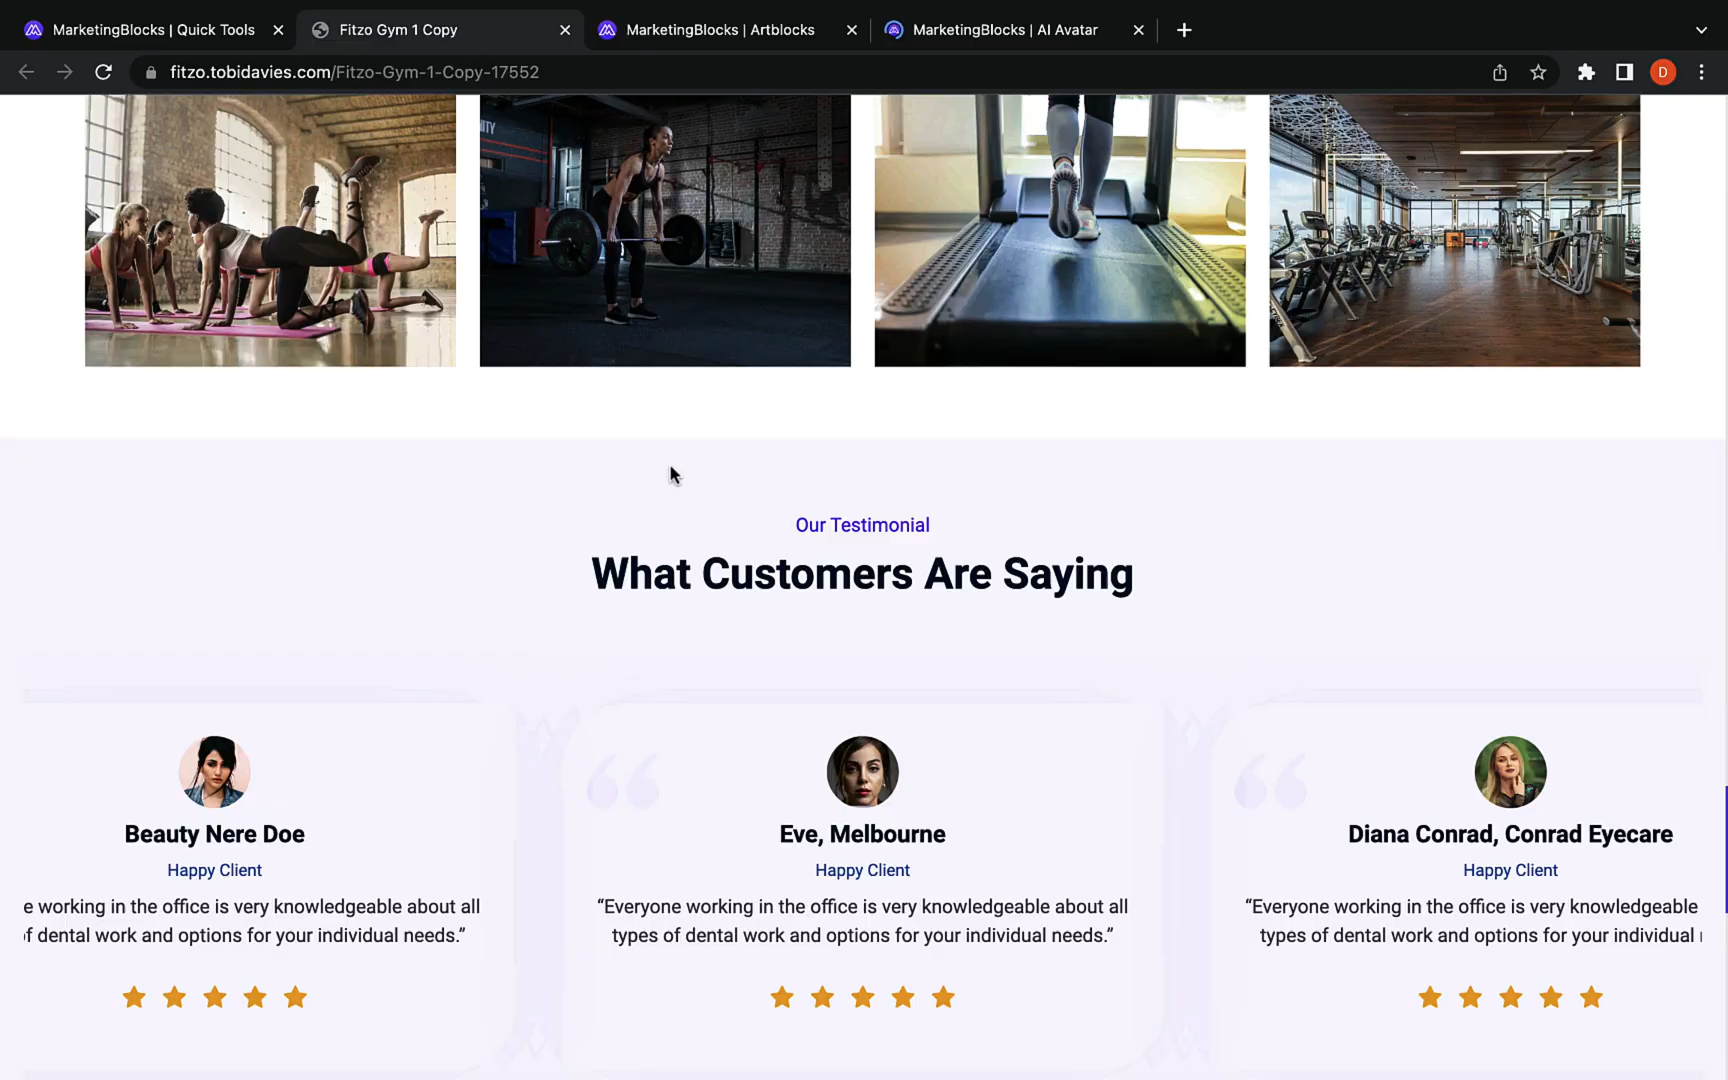 MarketingBlocks | Quick Tools
Fitzo Gym 1 Copy
MarketingBlocks | Artblocks
MarketingBlocks | AI Avatar
fitzo.tobidavies.com/Fitzo-Gym-1-Copy-17552
D
Our Testimonial
What Customers Are Saying
Beauty Nere Doe
Happy Client
e working in the office is very knowledgeable about all
of dental work and options for your individual needs.”
Eve, Melbourne
Happy Client
“Everyone working in the office is very knowledgeable about all
types of dental work and options for your individual needs.”
Diana Conrad, Conrad Eyecare
Happy Client
“Everyone working in the office is very knowledgeable
types of dental work and options for your individual